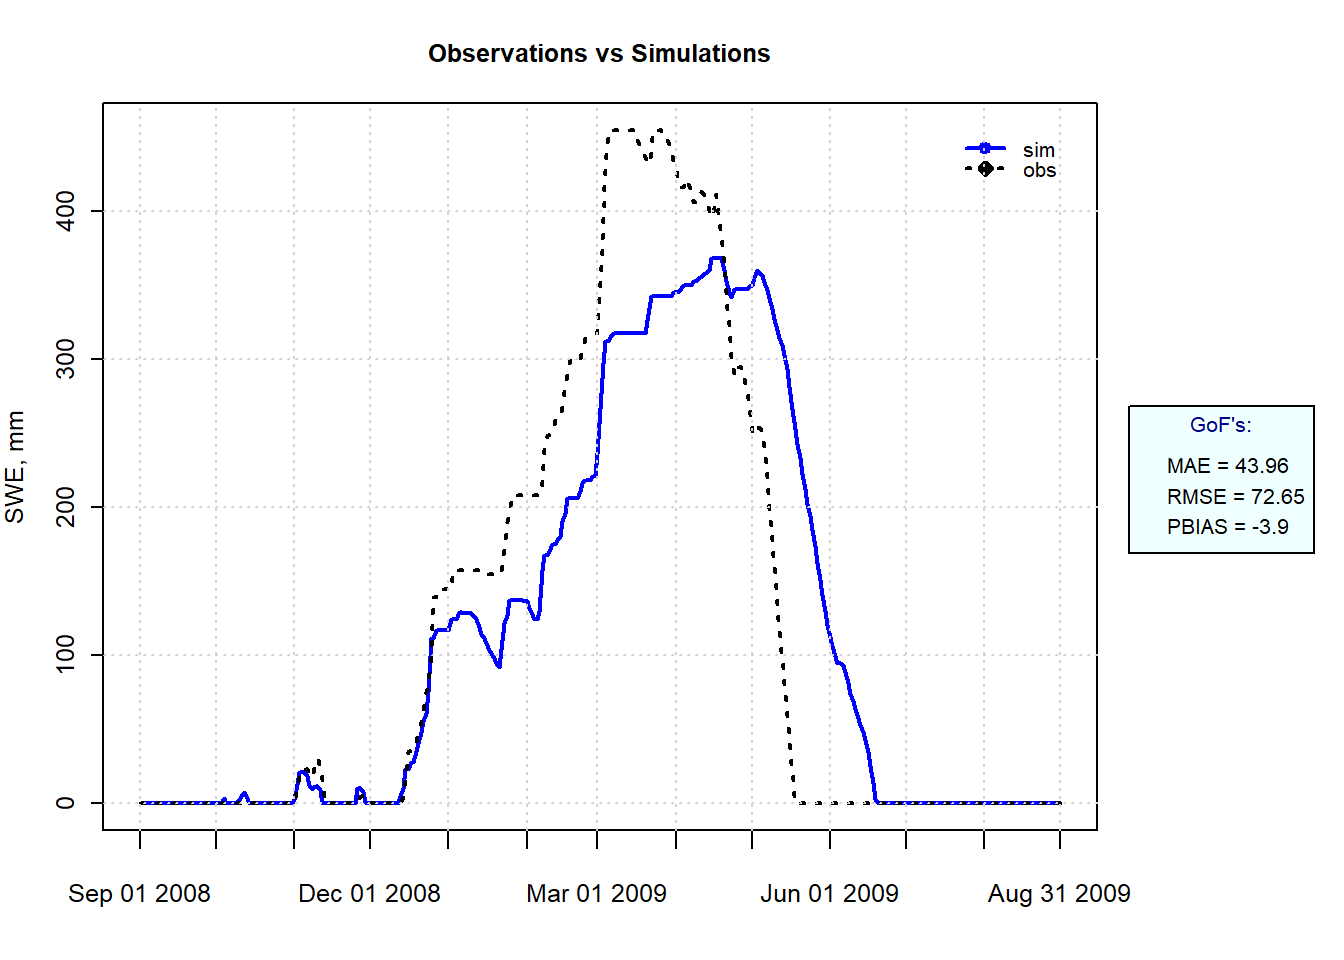 Observations vs Simulations
sim
obs
SWE, mm
400
300
200
100
0
Sep 01 2008
Dec 01 2008
Mar 01 2009
Jun 01 2009
Aug 31 2009
GoF's:
MAE = 43.96
RMSE = 72.65
PBIAS = -3.9